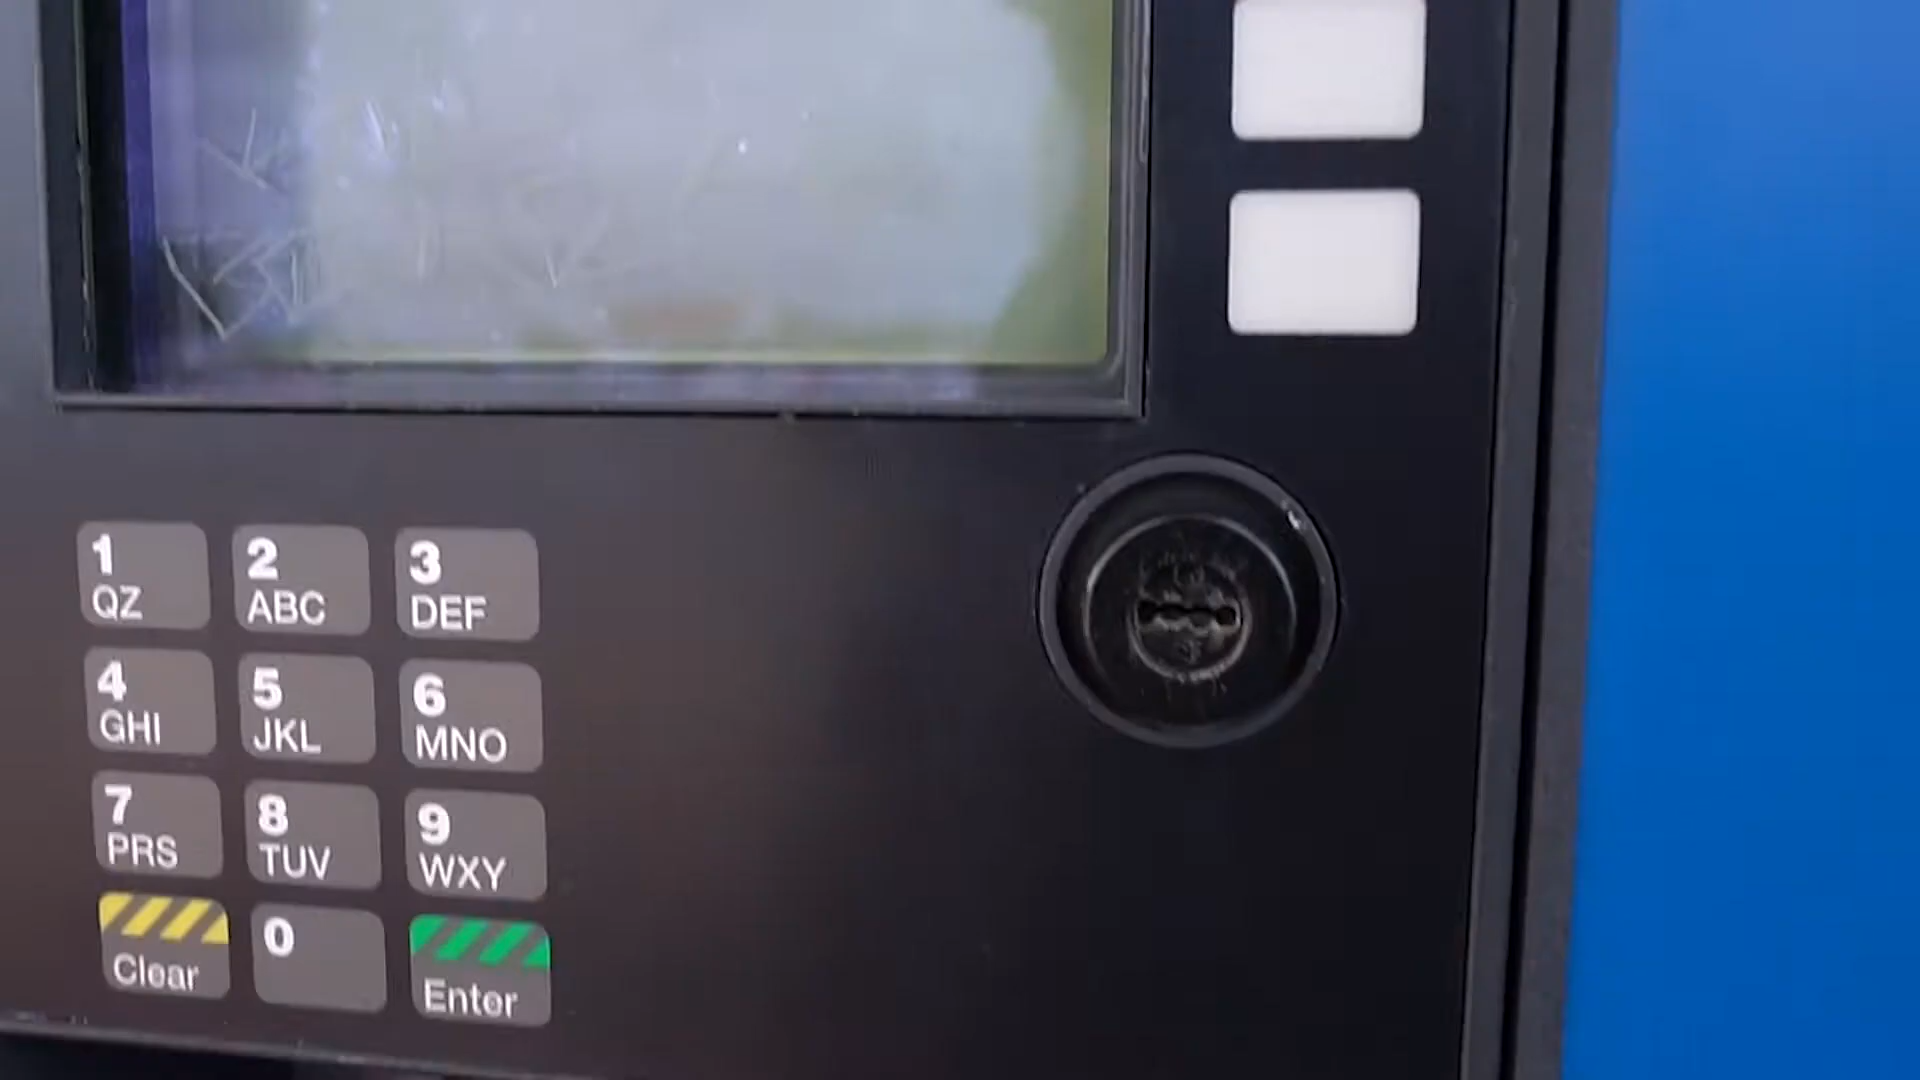 1
QZ
2
ABC
3
DEF
4
GHI
5
JKL
6
MNO
7
PRS
8
TUV
9
WXY
Clear
0
Enter